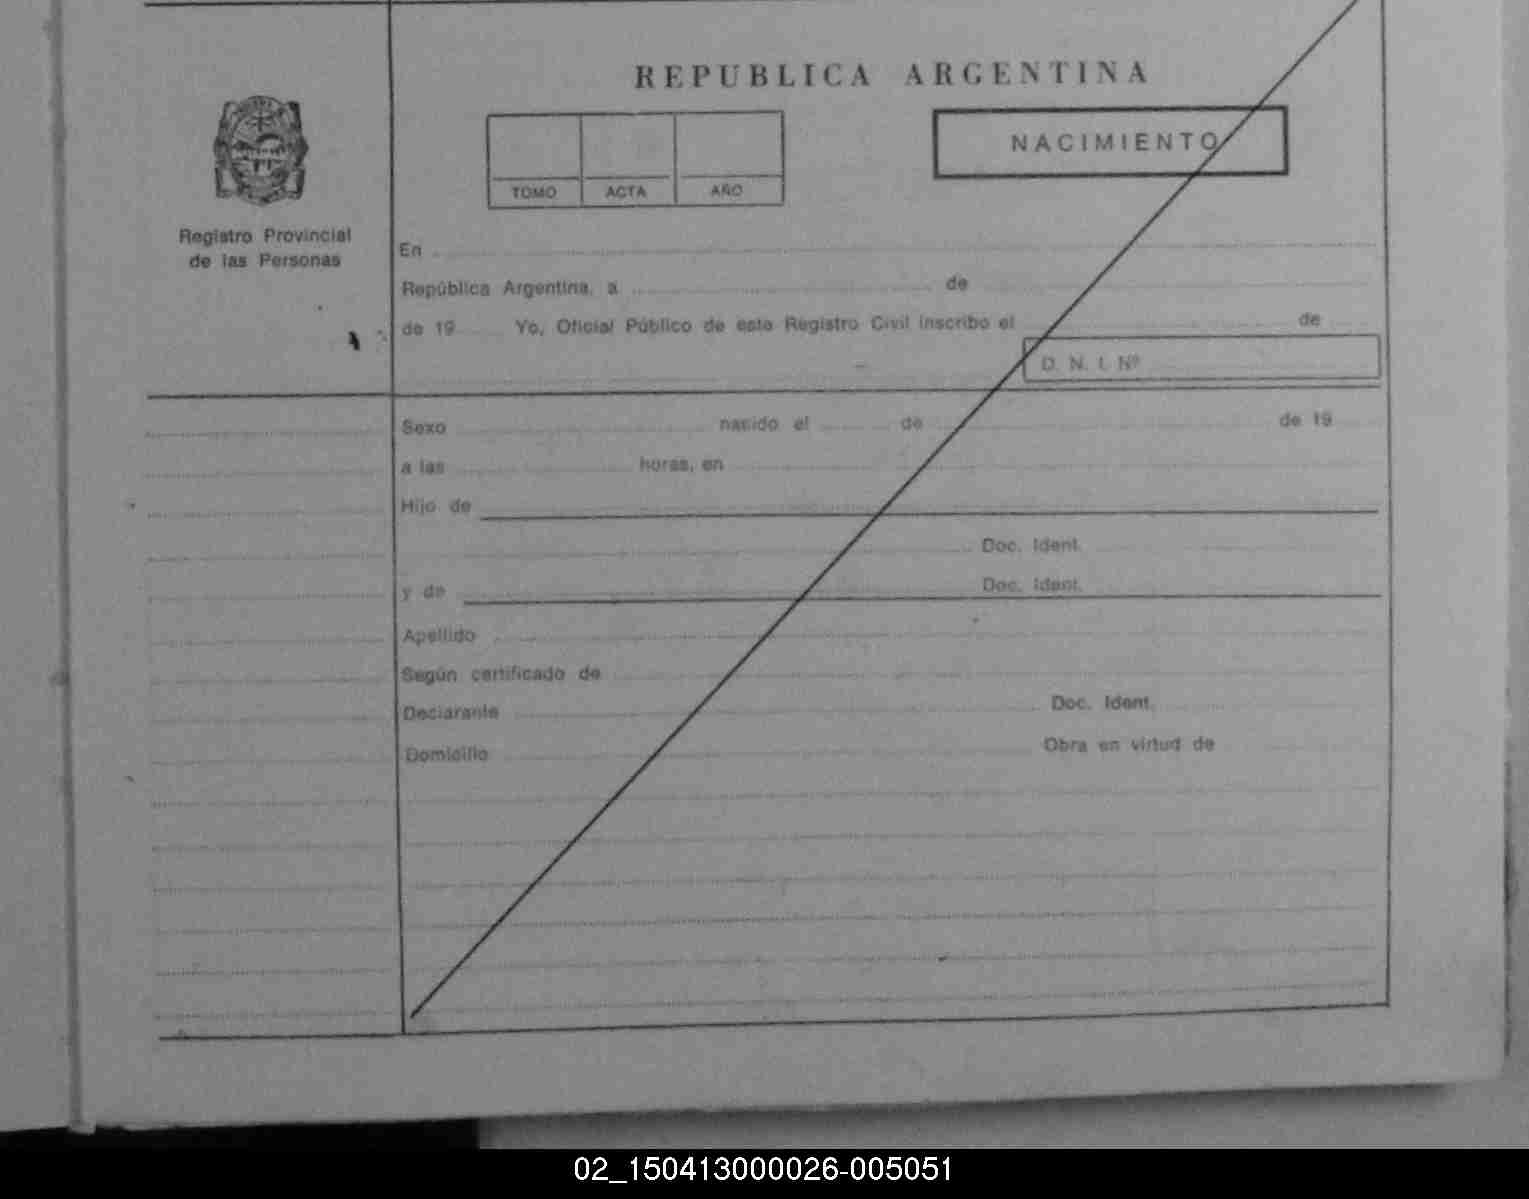 REPUBLICA ARGENTINA
NACIMIENTO
TOMO ACTA AÑO
Registro Provincial
de las Personas
En
República Argentina, a de
de 19 Yo, Oficial Público de este Registro Civil inscribo el de
D. N. I. Nº
Sexo nacido el de de 19
a las horas, en
Hijo de
Doc. Ident.
y de Doc. Ident.
Apellido
Según certificado de
Declarante Doc. Ident.
Domicilio Obra en virtud de
02_150413000026-005051